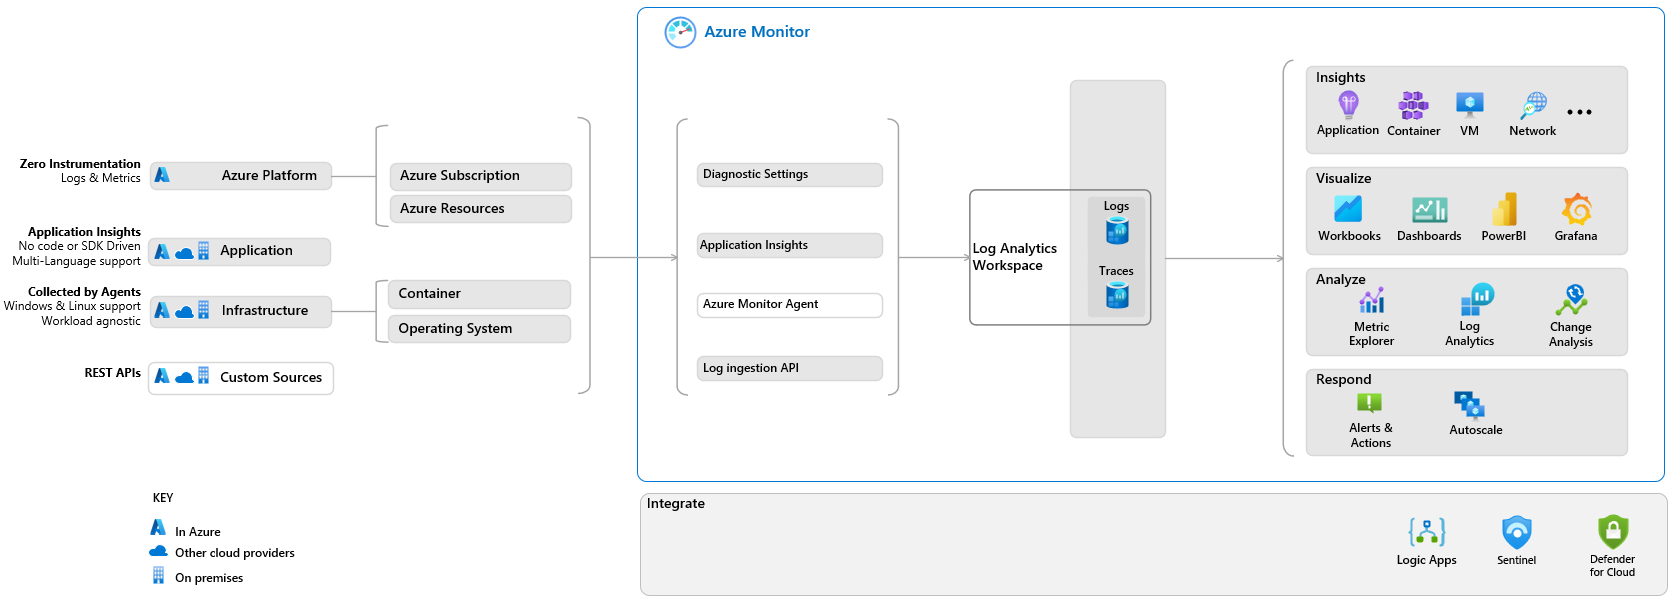 Azure Monitor
Zero Instrumentation
Logs & Metrics
Azure Platform
Azure Subscription
Azure Resources
Application Insights
No code or SDK Driven
Multi-Language support
Application
Collected by Agents
Windows & Linux support
Workload agnostic
Infrastructure
Container
Operating System
REST APIs
Custom Sources
Diagnostic Settings
Application Insights
Azure Monitor Agent
Log ingestion API
Log Analytics
Workspace
Logs
Traces
Insights
Application
Container
VM
Network
...
Visualize
Workbooks
Dashboards
PowerBI
Grafana
Analyze
Metric
Explorer
Log
Analytics
Change
Analysis
Respond
Alerts &
Actions
Autoscale
KEY
In Azure
Other cloud providers
On premises
Integrate
Logic Apps
Sentinel
Defender
for Cloud